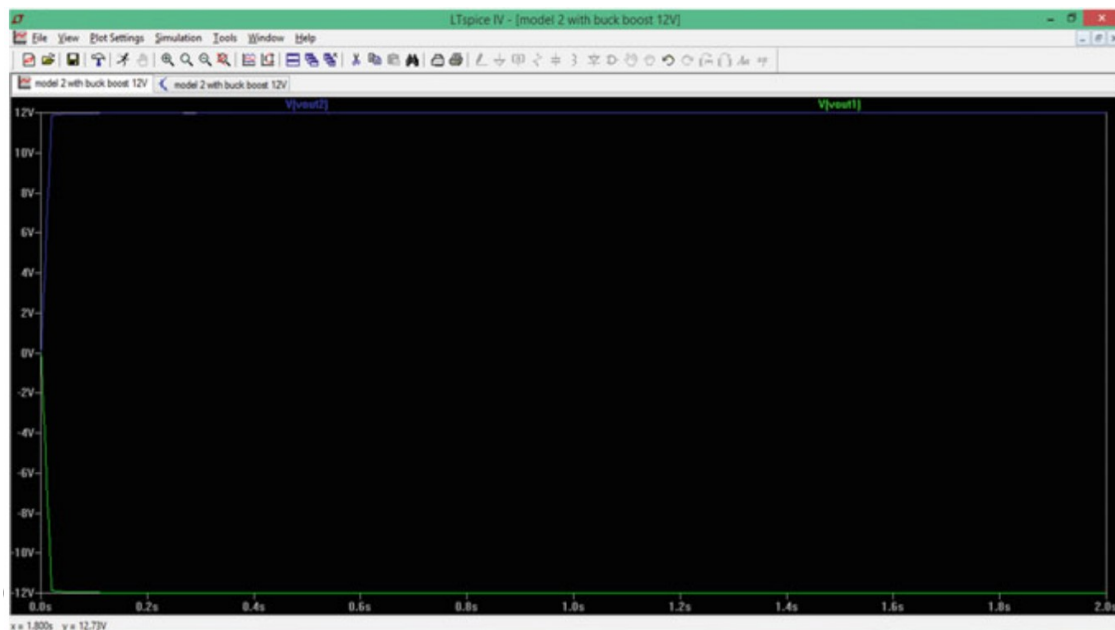 LTspice IV - [model 2 with buck boost 12V]
File View Plot Settings Simulation Tools Window Help
model 2 with buck boost 12V model 2 with buck boost 12V
V(vout2) V(vout1)
12V
10V
8V
6V
4V
2V
0V
-2V
-4V
-6V
-8V
-10V
-12V
0.0s 0.2s 0.4s 0.6s 0.8s 1.0s 1.2s 1.4s 1.6s 1.8s 2.0s
x = 1.800s y = 12.73V